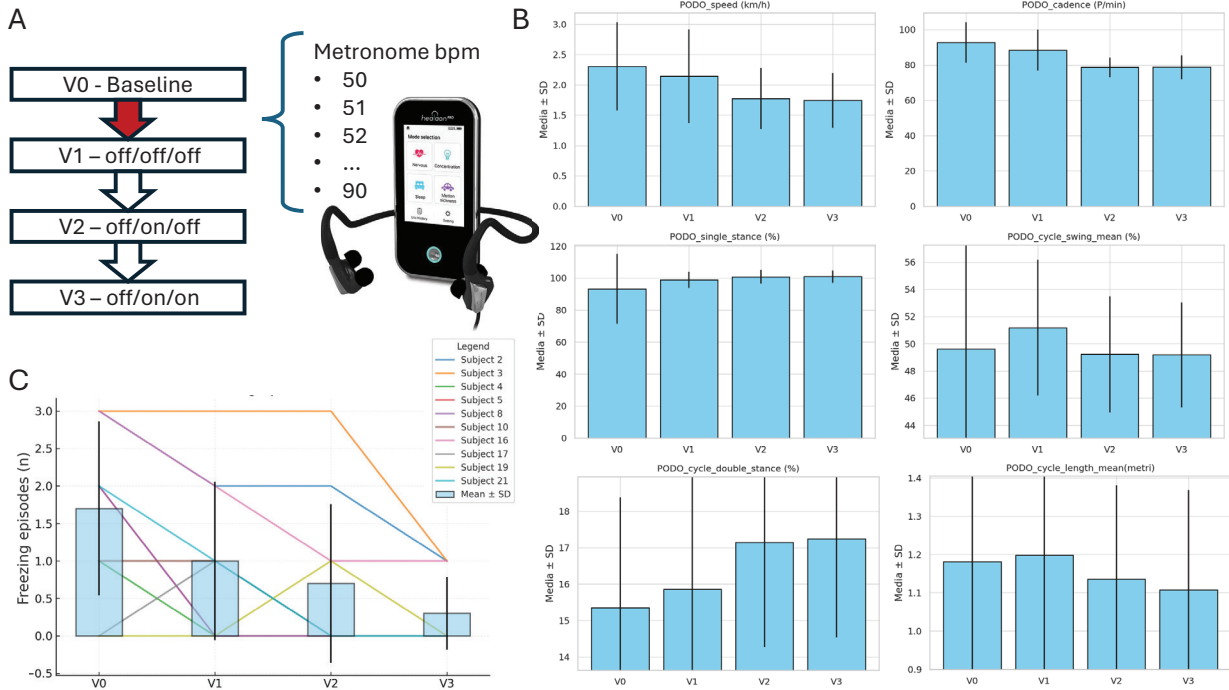 A
V0 - Baseline
V1 – off/off/off
V2 – off/on/off
V3 – off/on/on
Metronome bpm
• 50
• 51
• 52
• ...
• 90
Mode selection
Nervous
Concentration
Sleep
Motion
sickness
B
PODO_speed (km/h)
Media ± SD
3.0
2.5
2.0
1.5
1.0
0.5
0.0
V0 V1 V2 V3
PODO_cadence (P/min)
Media ± SD
100
80
60
40
20
0
V0 V1 V2 V3
PODO_single_stance (%)
Media ± SD
120
100
80
60
40
20
0
V0 V1 V2 V3
PODO_cycle_swing_mean (%)
Media ± SD
56
54
52
50
48
46
44
V0 V1 V2 V3
PODO_cycle_double_stance (%)
Media ± SD
18
17
16
15
14
V0 V1 V2 V3
PODO_cycle_length_mean(metri)
Media ± SD
1.4
1.3
1.2
1.1
1.0
0.9
V0 V1 V2 V3
C
Legend
Subject 2
Subject 3
Subject 4
Subject 5
Subject 8
Subject 10
Subject 16
Subject 17
Subject 19
Subject 21
Mean ± SD
Freezing episodes (n)
3.0
2.5
2.0
1.5
1.0
0.5
0.0
−0.5
V0 V1 V2 V3